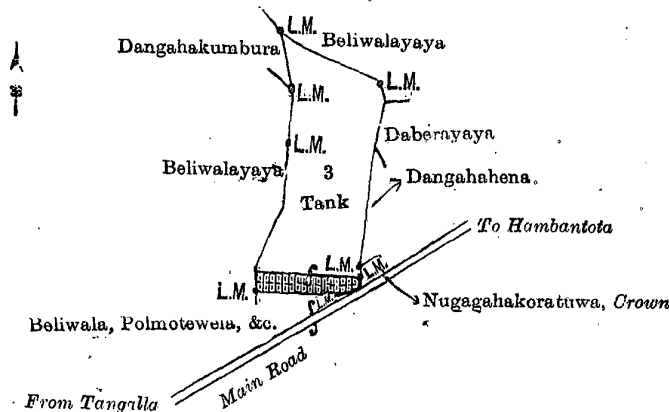 L.M.
Dangahakumbura
Beliwalayaya
L.M.
L.M.
L.M.
Daberayaya
Beliwalayaya
3
Tank
Dangahahena
To Hambantota
L.M.
L.M.
L.M.
L.M.
Nugagahakoratuwa, Crown
Beliwala, Polmotewela, &c.
Main Road
From Tangalla